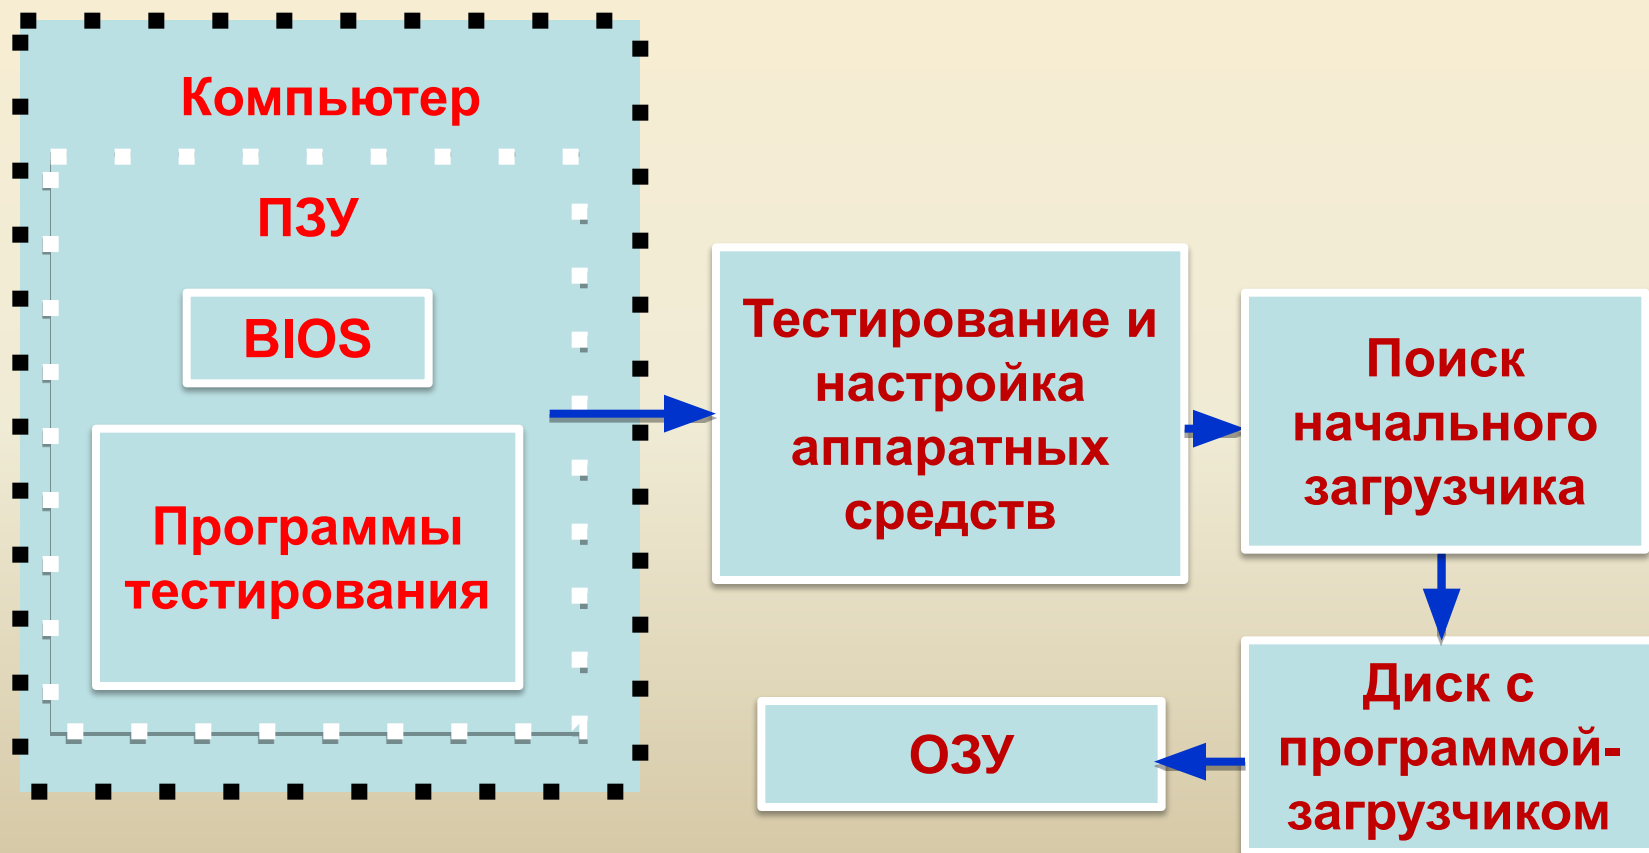 Компьютер
ПЗУ
BIOS
Программы
тестирования
Тестирование и
настройка
аппаратных
средств
Поиск
начального
загрузчика
Диск с
программой-
загрузчиком
ОЗУ